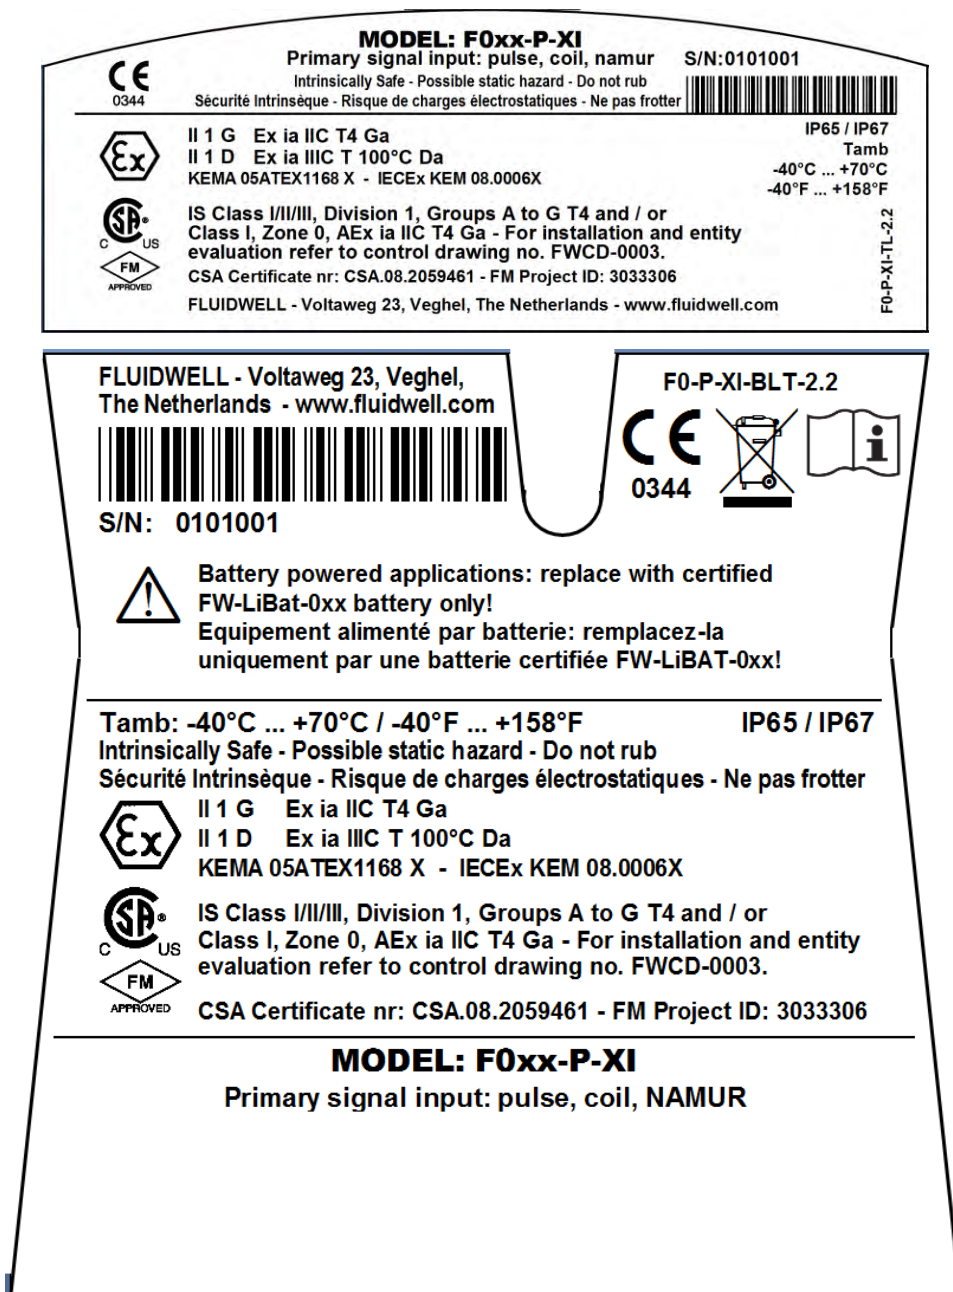 MODEL: F0xx-P-XI
Primary signal input: pulse, coil, namur S/N:0101001
Intrinsically Safe - Possible static hazard - Do not rub
Sécurité Intrinsèque - Risque de charges électrostatiques - Ne pas frotter
CE
0344
Ex
II 1 G Ex ia IIC T4 Ga
II 1 D Ex ia IIIC T 100°C Da
KEMA 05ATEX1168 X - IECEx KEM 08.0006X
IP65 / IP67
Tamb
-40°C ... +70°C
-40°F ... +158°F
SA®
C US
FM
APPROVED
IS Class I/II/III, Division 1, Groups A to G T4 and / or
Class I, Zone 0, AEx ia IIC T4 Ga - For installation and entity
evaluation refer to control drawing no. FWCD-0003.
CSA Certificate nr: CSA.08.2059461 - FM Project ID: 3033306
FLUIDWELL - Voltaweg 23, Veghel, The Netherlands - www.fluidwell.com
F0-P-XI-TL-2.2
FLUIDWELL - Voltaweg 23, Veghel,
The Netherlands - www.fluidwell.com
S/N: 0101001
F0-P-XI-BLT-2.2
CE
0344
i
Battery powered applications: replace with certified
FW-LiBat-0xx battery only!
Equipement alimenté par batterie: remplacez-la
uniquement par une batterie certifiée FW-LiBAT-0xx!
Tamb: -40°C ... +70°C / -40°F ... +158°F IP65 / IP67
Intrinsically Safe - Possible static hazard - Do not rub
Sécurité Intrinsèque - Risque de charges électrostatiques - Ne pas frotter
Ex
II 1 G Ex ia IIC T4 Ga
II 1 D Ex ia IIIC T 100°C Da
KEMA 05ATEX1168 X - IECEx KEM 08.0006X
SA®
C US
FM
APPROVED
IS Class I/II/III, Division 1, Groups A to G T4 and / or
Class I, Zone 0, AEx ia IIC T4 Ga - For installation and entity
evaluation refer to control drawing no. FWCD-0003.
CSA Certificate nr: CSA.08.2059461 - FM Project ID: 3033306
MODEL: F0xx-P-XI
Primary signal input: pulse, coil, NAMUR